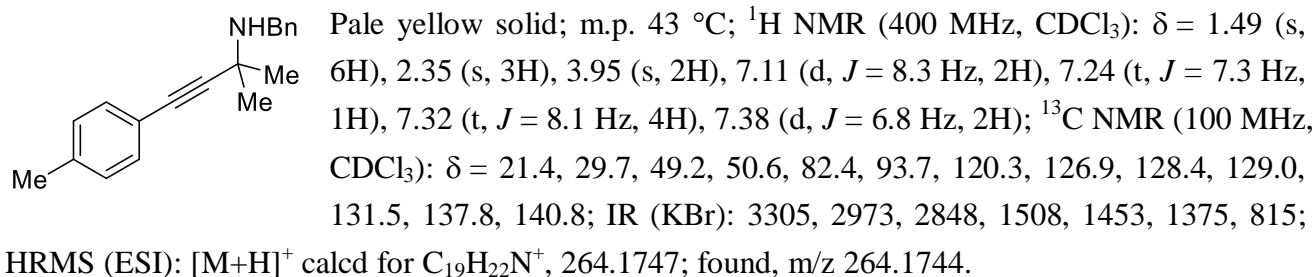 NHBn
Me
Me
Me
Pale yellow solid; m.p. 43 °C; ¹H NMR (400 MHz, CDCl₃): δ = 1.49 (s,
6H), 2.35 (s, 3H), 3.95 (s, 2H), 7.11 (d, J = 8.3 Hz, 2H), 7.24 (t, J = 7.3 Hz,
1H), 7.32 (t, J = 8.1 Hz, 4H), 7.38 (d, J = 6.8 Hz, 2H); ¹³C NMR (100 MHz,
CDCl₃): δ = 21.4, 29.7, 49.2, 50.6, 82.4, 93.7, 120.3, 126.9, 128.4, 129.0,
131.5, 137.8, 140.8; IR (KBr): 3305, 2973, 2848, 1508, 1453, 1375, 815;
HRMS (ESI): [M+H]⁺ calcd for C₁₉H₂₂N⁺, 264.1747; found, m/z 264.1744.